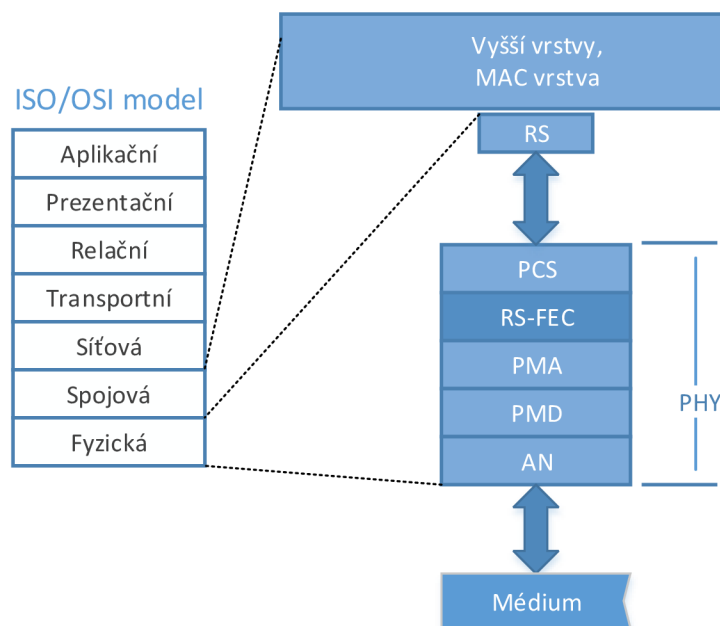 ISO/OSI model
Aplikační
Prezentační
Relační
Transportní
Síťová
Spojová
Fyzická
Vyšší vrstvy,
MAC vrstva
RS
PCS
RS-FEC
PMA
PMD
AN
PHY
Médium